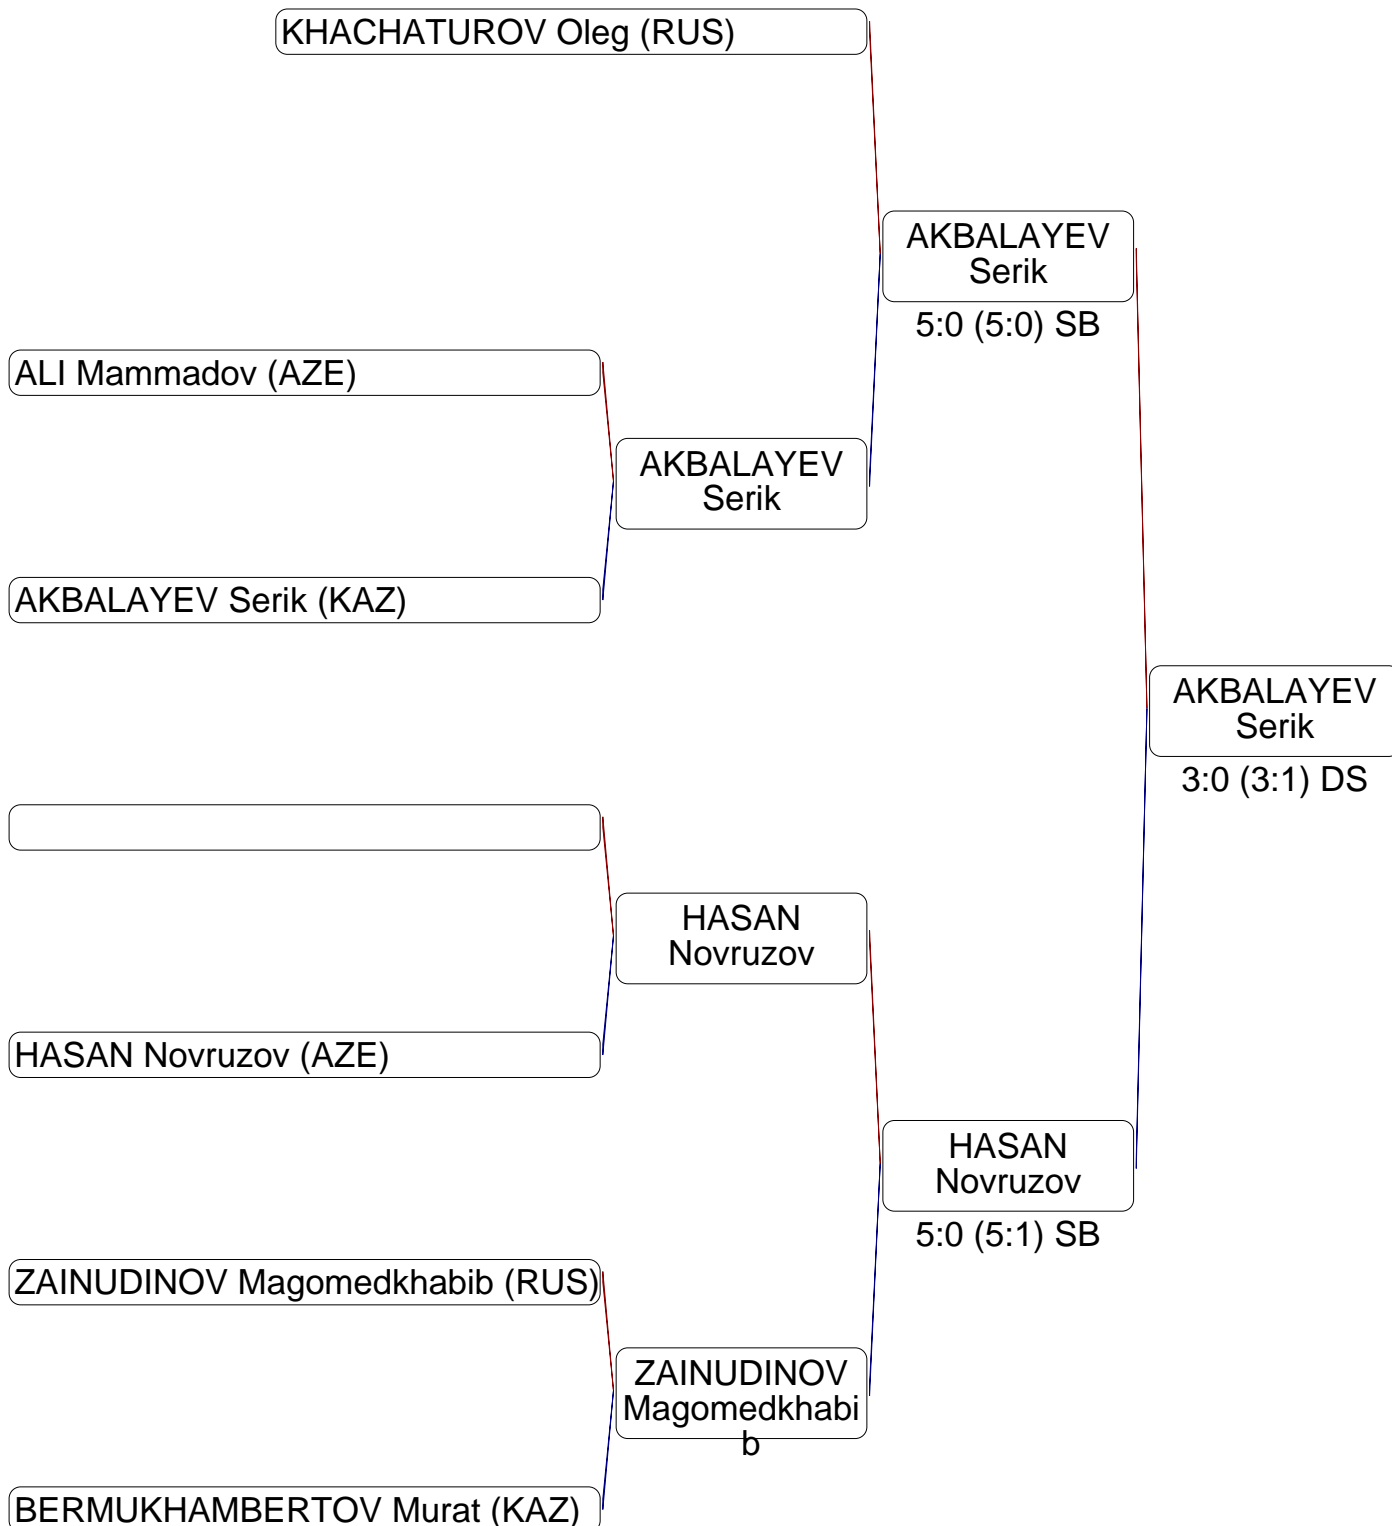 KHACHATUROV Oleg (RUS)
AKBALAYEV
Serik
5:0 (5:0) SB
ALI Mammadov (AZE)
AKBALAYEV
Serik
AKBALAYEV Serik (KAZ)
AKBALAYEV
Serik
3:0 (3:1) DS
HASAN
Novruzov
HASAN Novruzov (AZE)
HASAN
Novruzov
5:0 (5:1) SB
ZAINUDINOV Magomedkhabib (RUS)
ZAINUDINOV
Magomedkhabi
b
BERMUKHAMBERTOV Murat (KAZ)